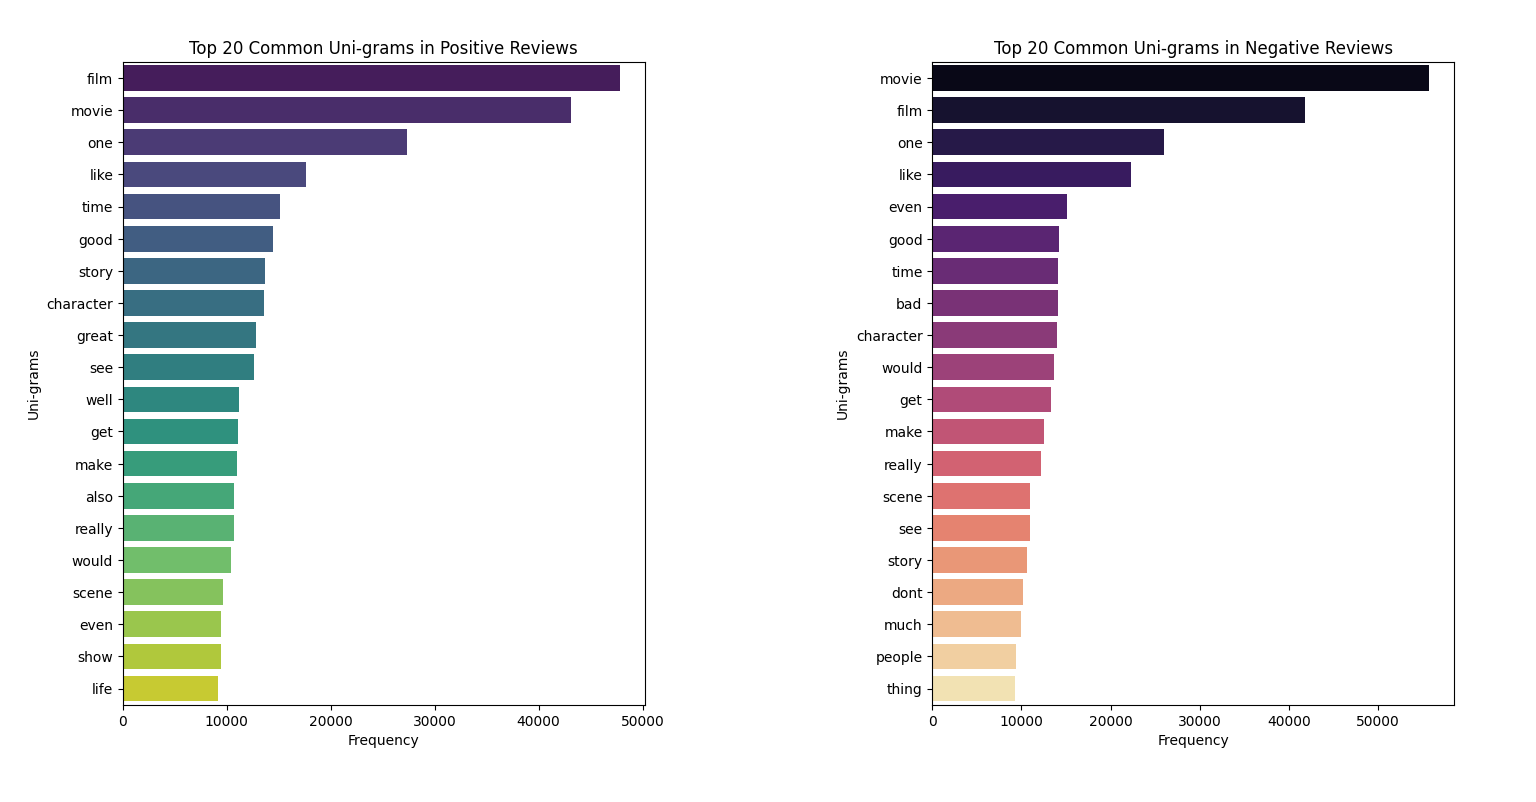 Top 20 Common Uni-grams in Positive Reviews
Uni-grams
film
movie
one
like
time
good
story
character
great
see
well
get
make
also
really
would
scene
even
show
life
0 10000 20000 30000 40000 50000
Frequency
Top 20 Common Uni-grams in Negative Reviews
Uni-grams
movie
film
one
like
even
good
time
bad
character
would
get
make
really
scene
see
story
dont
much
people
thing
0 10000 20000 30000 40000 50000
Frequency